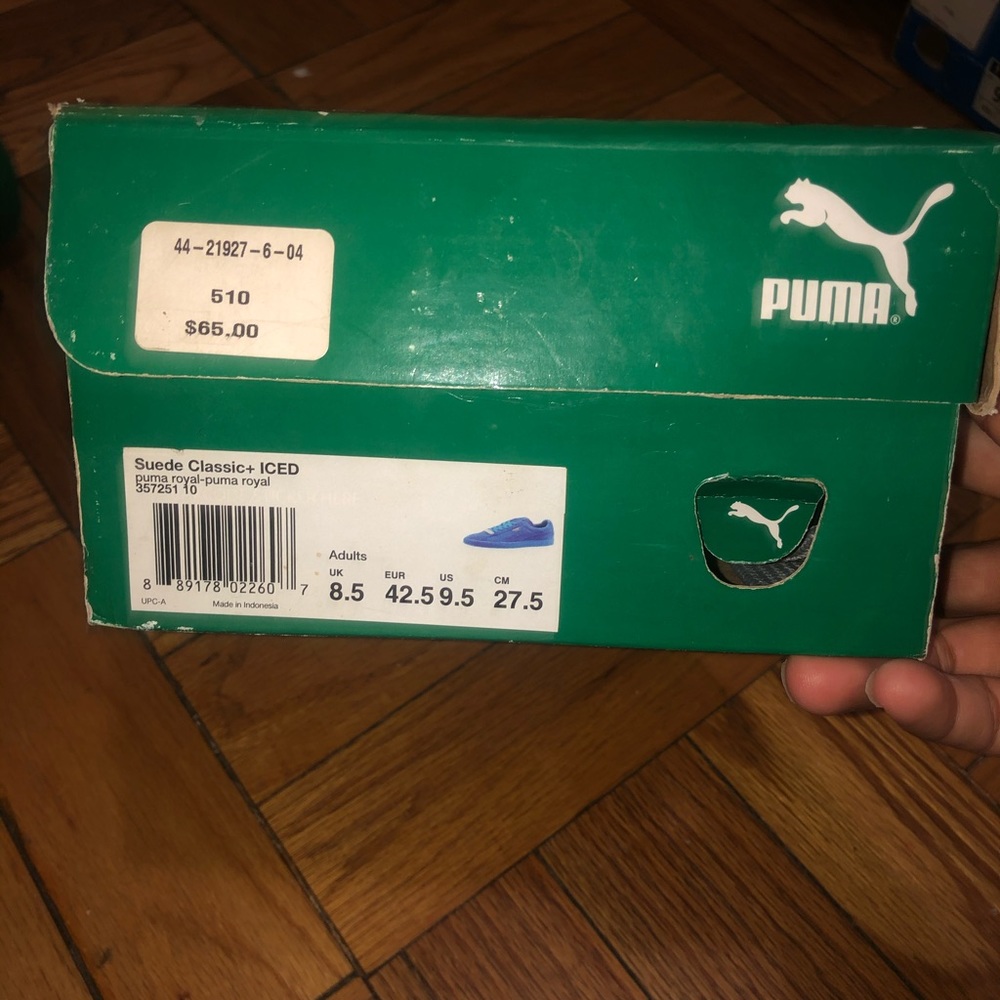 44-21927-6-04
510
$65.00
PUMA®
Suede Classic+ ICED
puma royal-puma royal
357251 10
8 89178 02260 7
UPC-A
Made in Indonesia
Adults
UK EUR US CM
8.5 42.5 9.5 27.5